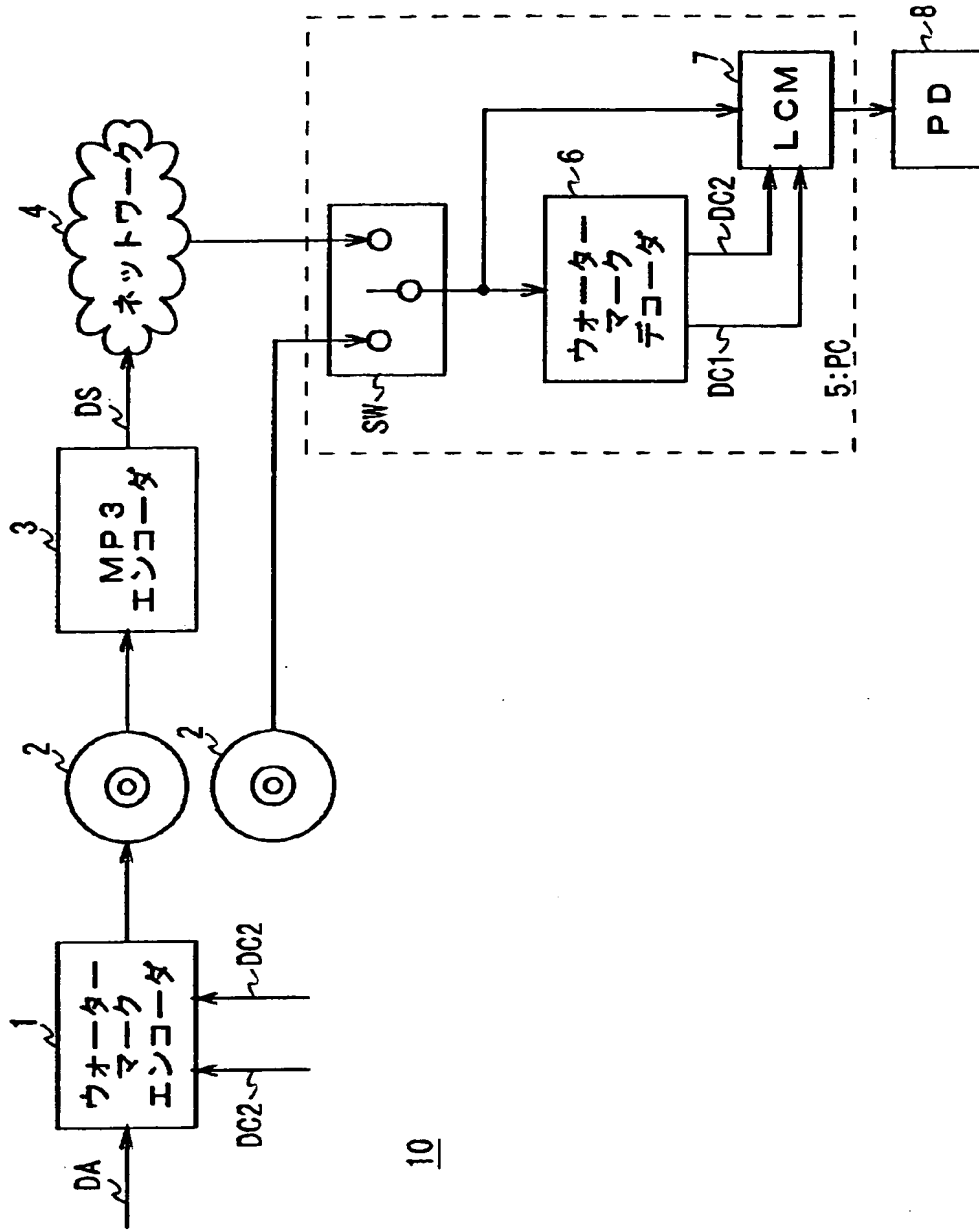 DA
1
ウォーター
マーク
エンコーダ
DC2
DC2
2
2
3
MP3
エンコーダ
DS
4
ネットワーク
SW
6
ウォーター
マーク
デコーダ
DC1
DC2
7
LCM
5:PC
8
PD
10